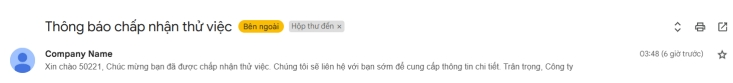 Thông báo chấp nhận thử việc Bên ngoài Hộp thư đến ×
Company Name 03:48 (6 giờ trước)
Xin chào 50221, Chúc mừng bạn đã được chấp nhận thử việc. Chúng tôi sẽ liên hệ với bạn sớm để cung cấp thông tin chi tiết. Trân trọng, Công ty